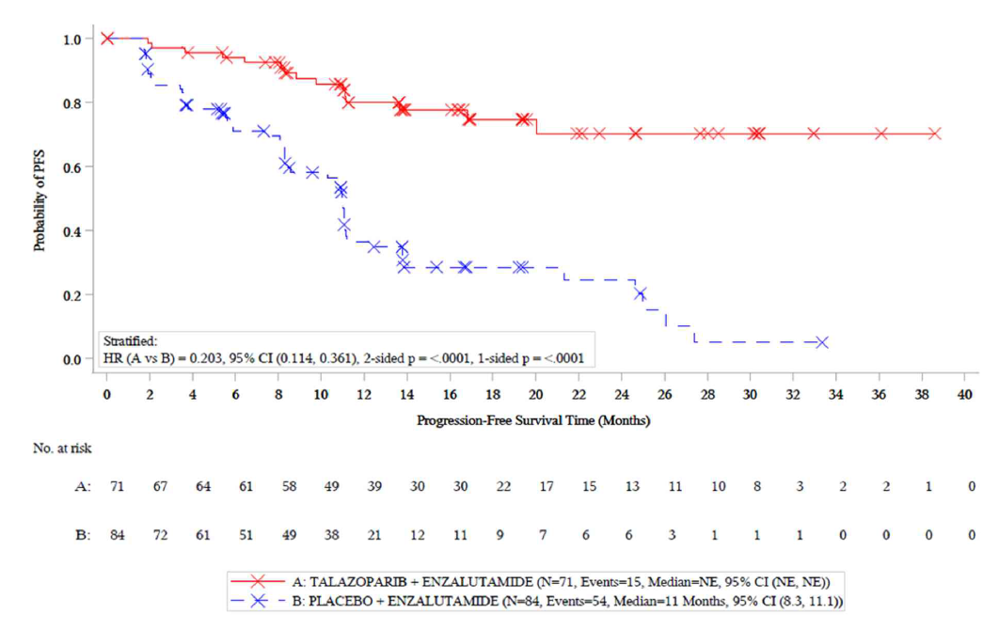 1.0
0.8
0.6
0.4
0.2
0.0
Probability of PFS
Stratified:
HR (A vs B) = 0.203, 95% CI (0.114, 0.361), 2-sided p = <.0001, 1-sided p = <.0001
0 2 4 6 8 10 12 14 16 18 20 22 24 26 28 30 32 34 36 38 40
Progression-Free Survival Time (Months)
No. at risk
A: 71 67 64 61 58 49 39 30 30 22 17 15 13 11 10 8 3 2 2 1 0
B: 84 72 61 51 49 38 21 12 11 9 7 6 6 3 1 1 1 0 0 0 0
A: TALAZOPARIB + ENZALUTAMIDE (N=71, Events=15, Median=NE, 95% CI (NE, NE))
B: PLACEBO + ENZALUTAMIDE (N=84, Events=54, Median=11 Months, 95% CI (8.3, 11.1))